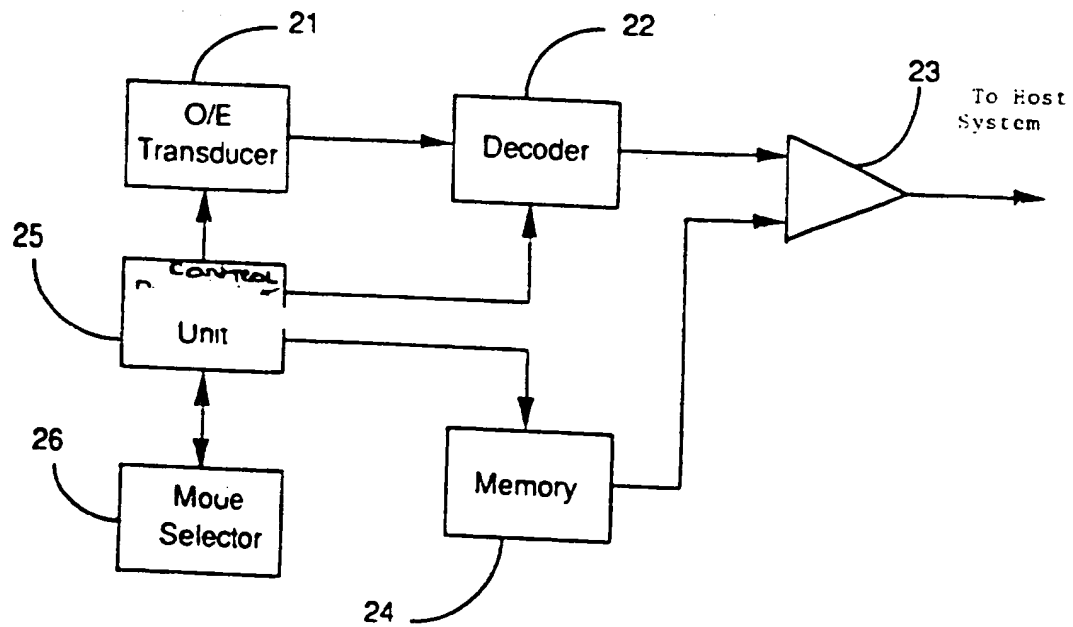 21
22
23
To Host
System
O/E
Transducer
Decoder
25
CONTROL
Unit
26
Moue
Selector
Memory
24